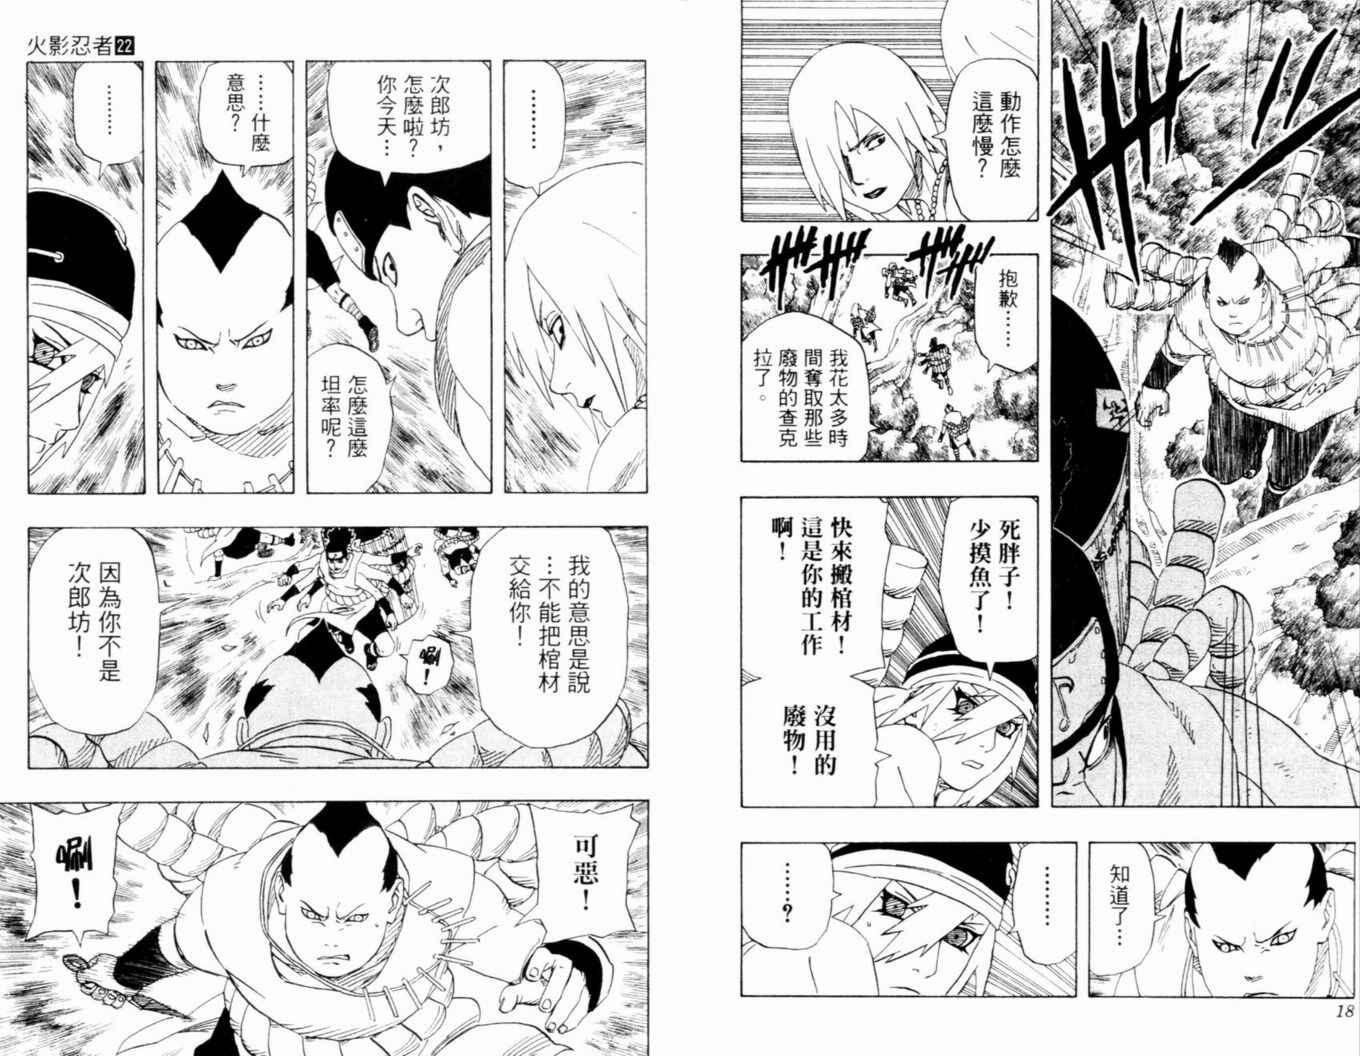 動作怎麼
這麼慢?
抱歉……
我花太多時
間奪取那些
廢物的查克
拉了。
死胖子!
少摸魚了!
快來搬棺材!
這是你的工作
啊!
沒用的
廢物!
知道了…
………
……?
18
火影忍者22
………
次郎坊,
怎麼啦?
你今天…
怎麼這麼
坦率呢?
……什麼
意思?
………
我的意思是說
…不能把棺材
交給你!
唰!
因為你不是
次郎坊!
可惡!
唰!